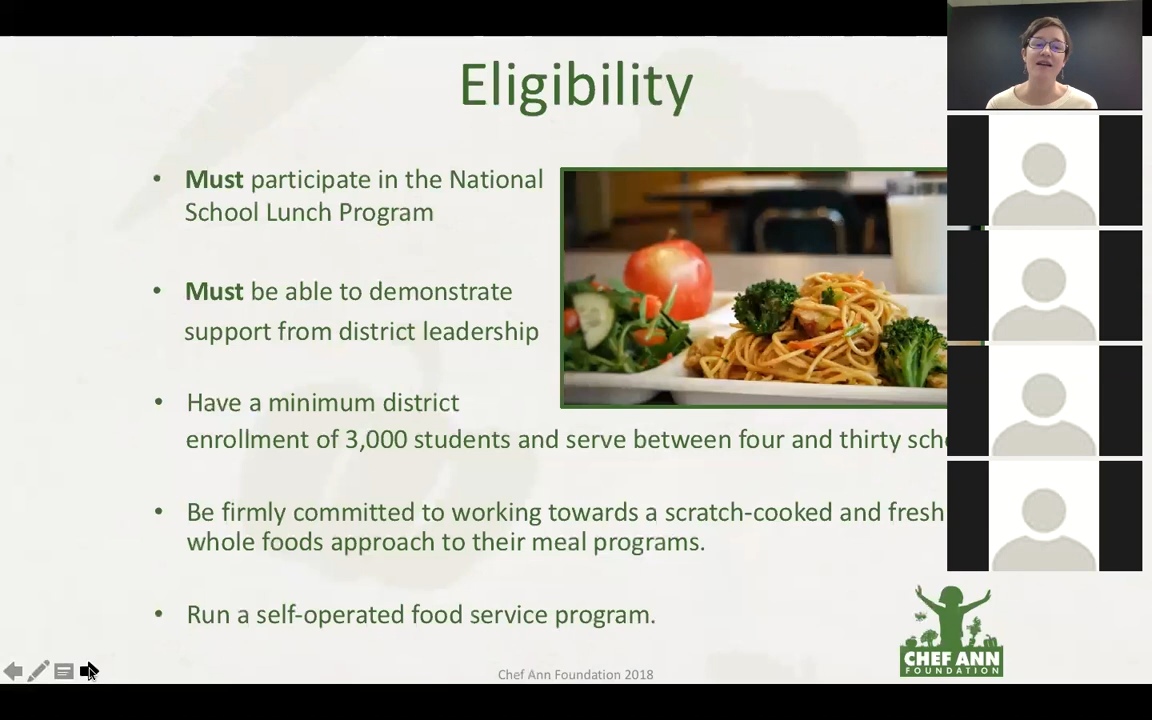 Eligibility
• Must participate in the National
School Lunch Program
• Must be able to demonstrate
support from district leadership
• Have a minimum district
enrollment of 3,000 students and serve between four and thirty
• Be firmly committed to working towards a scratch-cooked and fresh
whole foods approach to their meal programs.
• Run a self-operated food service program.
CHEF ANN
FOUNDATION
Chef Ann Foundation 2018